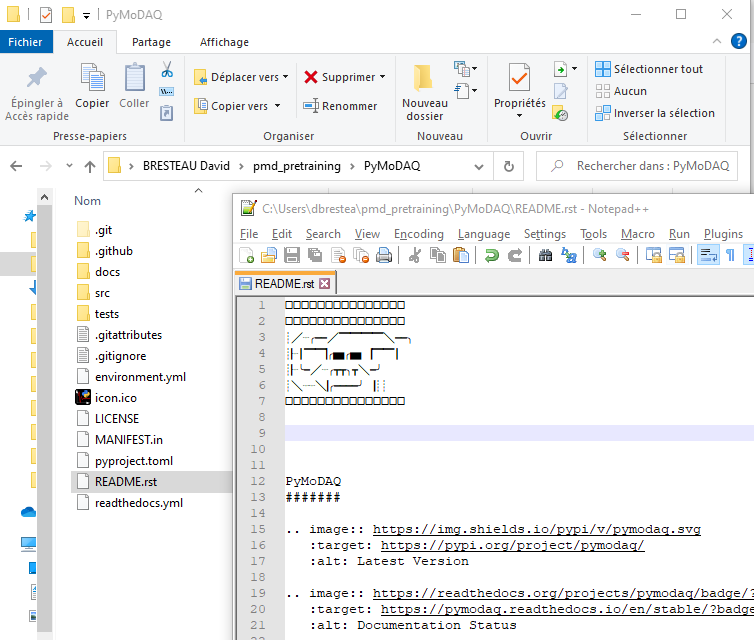 PyMoDAQ
Fichier Accueil Partage Affichage
Épingler à
Accès rapide
Copier
Coller
Presse-papiers
Déplacer vers
Copier vers
Supprimer
Renommer
Organiser
Nouveau
dossier
Nouveau
Propriétés
Ouvrir
Sélectionner tout
Aucun
Inverser la sélection
Sélectionner
BRESTEAU David > pmd_pretraining > PyMoDAQ
Rechercher dans : PyMoDAQ
Nom
.git
.github
docs
src
tests
.gitattributes
.gitignore
environment.yml
icon.ico
LICENSE
MANIFEST.in
pyproject.toml
README.rst
readthedocs.yml
C:\Users\dbrestea\pmd_pretraining\PyMoDAQ\README.rst - Notepad++
File Edit Search View Encoding Language Settings Tools Macro Run Plugins
README.rst
1
2
3
4
5
6
7
8
9
10
11
12 PyMoDAQ
13 #######
14
15 .. image:: https://img.shields.io/pypi/v/pymodaq.svg
16 :target: https://pypi.org/project/pymodaq/
17 :alt: Latest Version
18
19 .. image:: https://readthedocs.org/projects/pymodaq/badge/?
20 :target: https://pymodaq.readthedocs.io/en/stable/?badge
21 :alt: Documentation Status